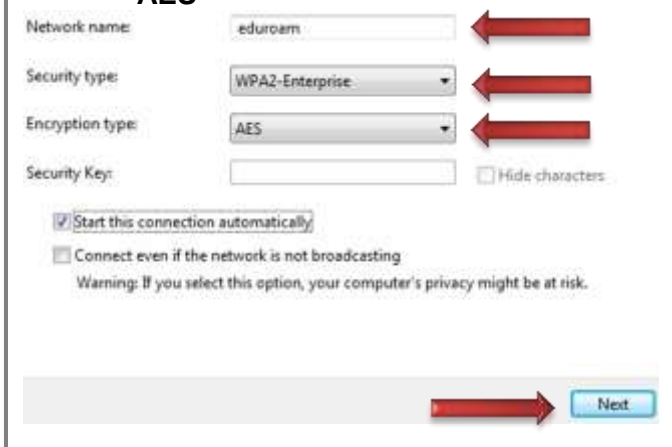 AES
Network name: eduroam
Security type: WPA2-Enterprise
Encryption type: AES
Security Key:
Hide characters
Start this connection automatically
Connect even if the network is not broadcasting
Warning: If you select this option, your computer's privacy might be at risk.
Next